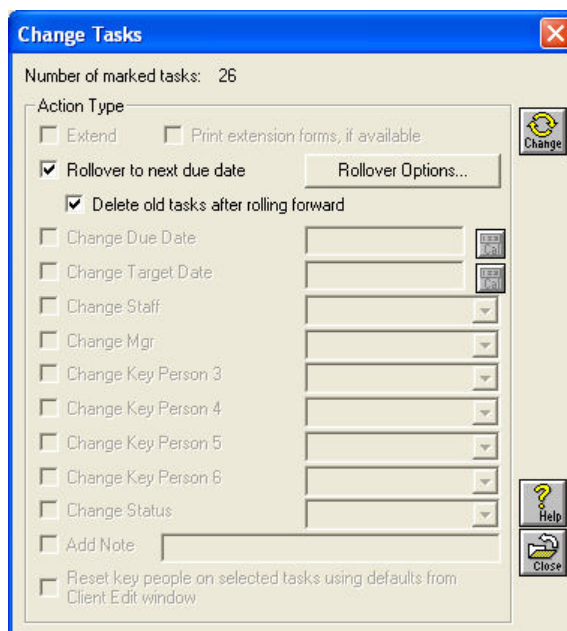 Change Tasks
Number of marked tasks: 26
Action Type
Extend Print extension forms, if available
Change
Rollover to next due date Rollover Options...
Delete old tasks after rolling forward
Change Due Date Cal
Change Target Date Cal
Change Staff
Change Mgr
Change Key Person 3
Change Key Person 4
Change Key Person 5
Change Key Person 6
Help
Change Status
Add Note
Close
Reset key people on selected tasks using defaults from
Client Edit window